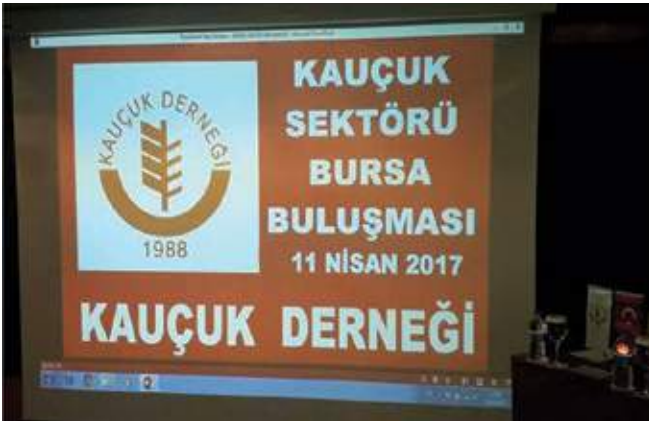 KAUÇUK DERNEĞİ
1988
KAUÇUK
SEKTÖRÜ
BURSA
BULUŞMASI
11 NİSAN 2017
KAUÇUK DERNEĞİ